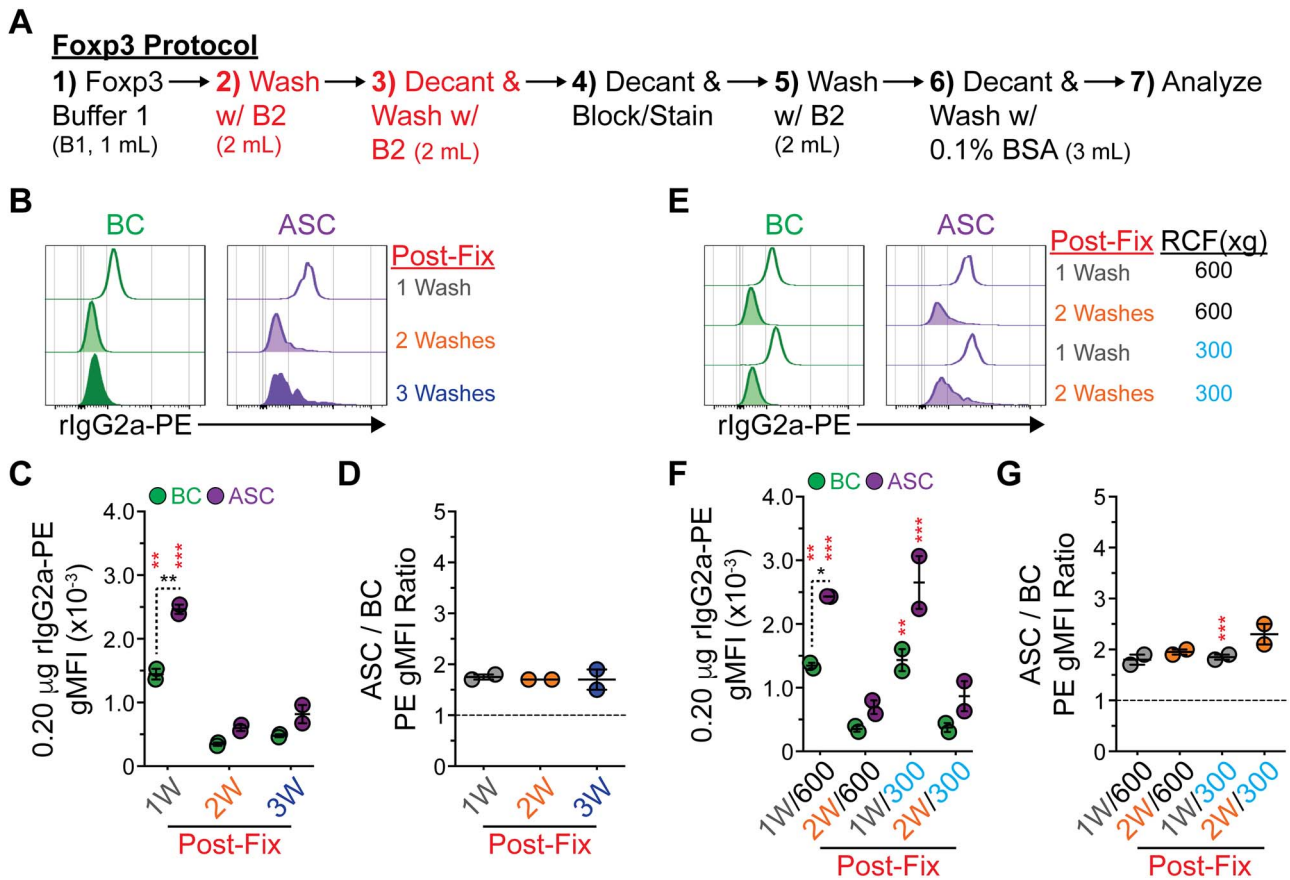 A
Foxp3 Protocol
1) Foxp3
Buffer 1
(B1, 1 mL)
2) Wash
w/ B2
(2 mL)
3) Decant &
Wash w/
B2 (2 mL)
4) Decant &
Block/Stain
5) Wash
w/ B2
(2 mL)
6) Decant &
Wash w/
0.1% BSA (3 mL)
7) Analyze
B
BC
ASC
Post-Fix
1 Wash
2 Washes
3 Washes
rIgG2a-PE
E
BC
ASC
Post-Fix
RCF(xg)
1 Wash
600
2 Washes
600
1 Wash
300
2 Washes
300
rIgG2a-PE
C
BC
ASC
0.20 µg rIgG2a-PE
gMFI (x10⁻³)
4.0
3.0
2.0
1.0
0
**
***
**
1W
2W
3W
Post-Fix
D
ASC / BC
PE gMFI Ratio
5
4
3
2
1
0
1W
2W
3W
Post-Fix
F
BC
ASC
0.20 µg rIgG2a-PE
gMFI (x10⁻³)
4.0
3.0
2.0
1.0
0
**
***
*
**
***
1W/600
2W/600
1W/300
2W/300
Post-Fix
G
ASC / BC
PE gMFI Ratio
5
4
3
2
1
0
***
1W/600
2W/600
1W/300
2W/300
Post-Fix